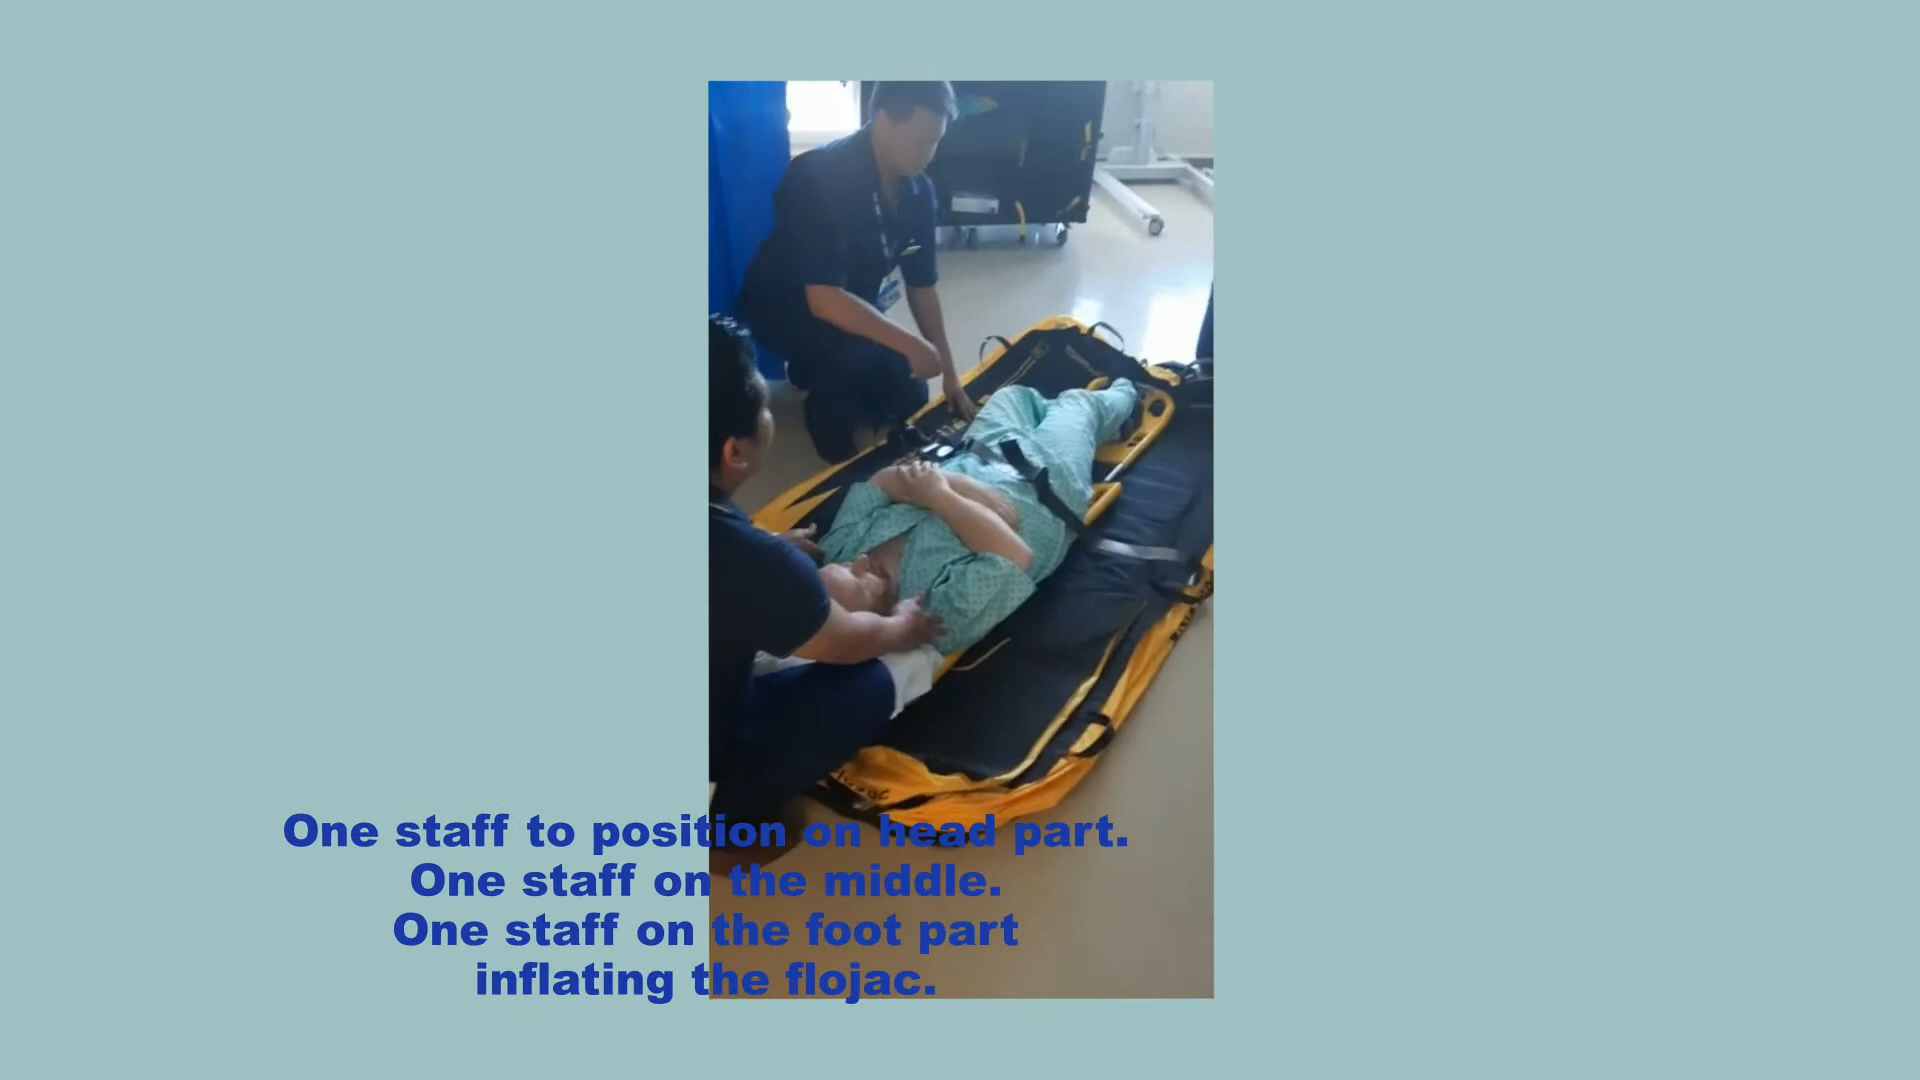 One staff to position on head part.
One staff on the middle.
One staff on the foot part
inflating the flojac.